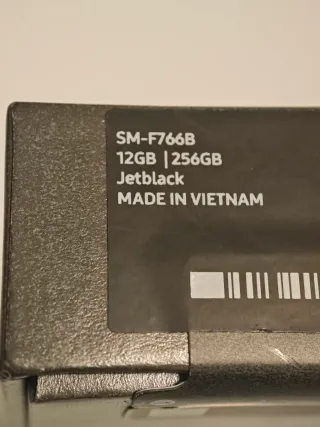 SM-F766B
12GB | 256GB
Jetblack
MADE IN VIETNAM